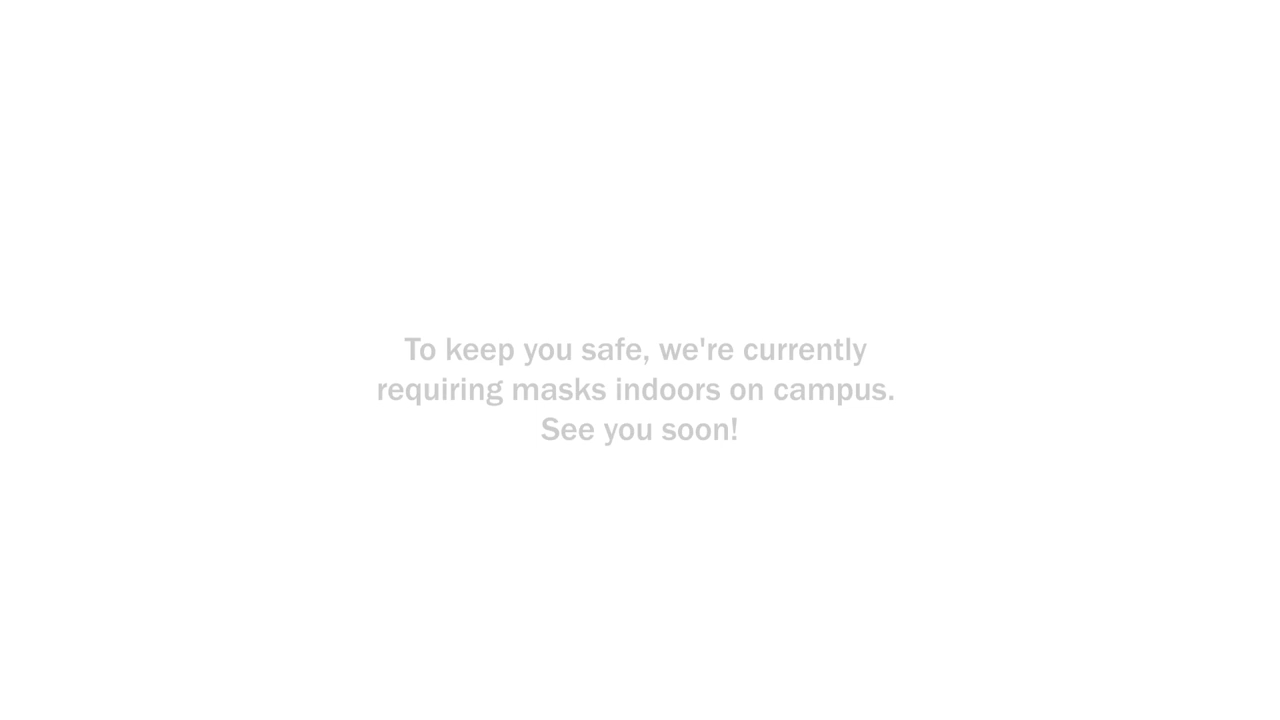 To keep you safe, we're currently
requiring masks indoors on campus.
See you soon!